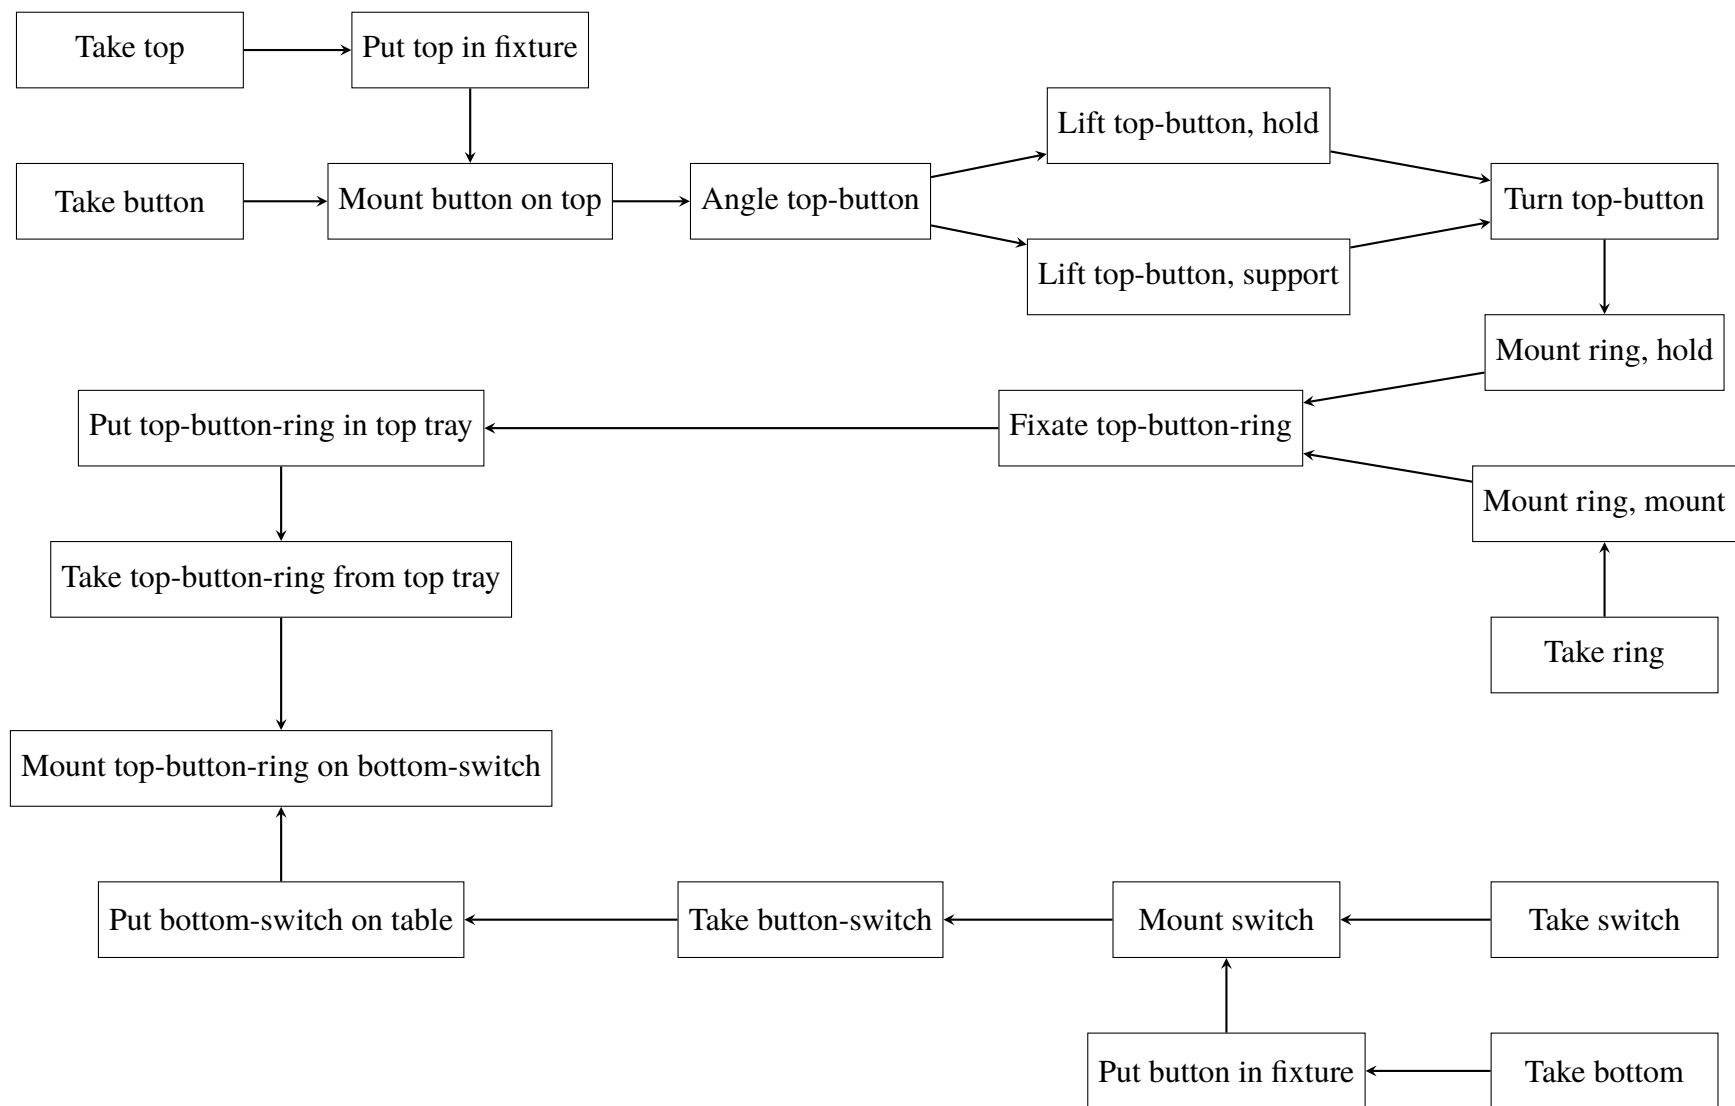 Take top
Put top in fixture
Lift top-button, hold
Take button
Mount button on top
Angle top-button
Turn top-button
Lift top-button, support
Mount ring, hold
Put top-button-ring in top tray
Fixate top-button-ring
Mount ring, mount
Take top-button-ring from top tray
Take ring
Mount top-button-ring on bottom-switch
Put bottom-switch on table
Take button-switch
Mount switch
Take switch
Put button in fixture
Take bottom